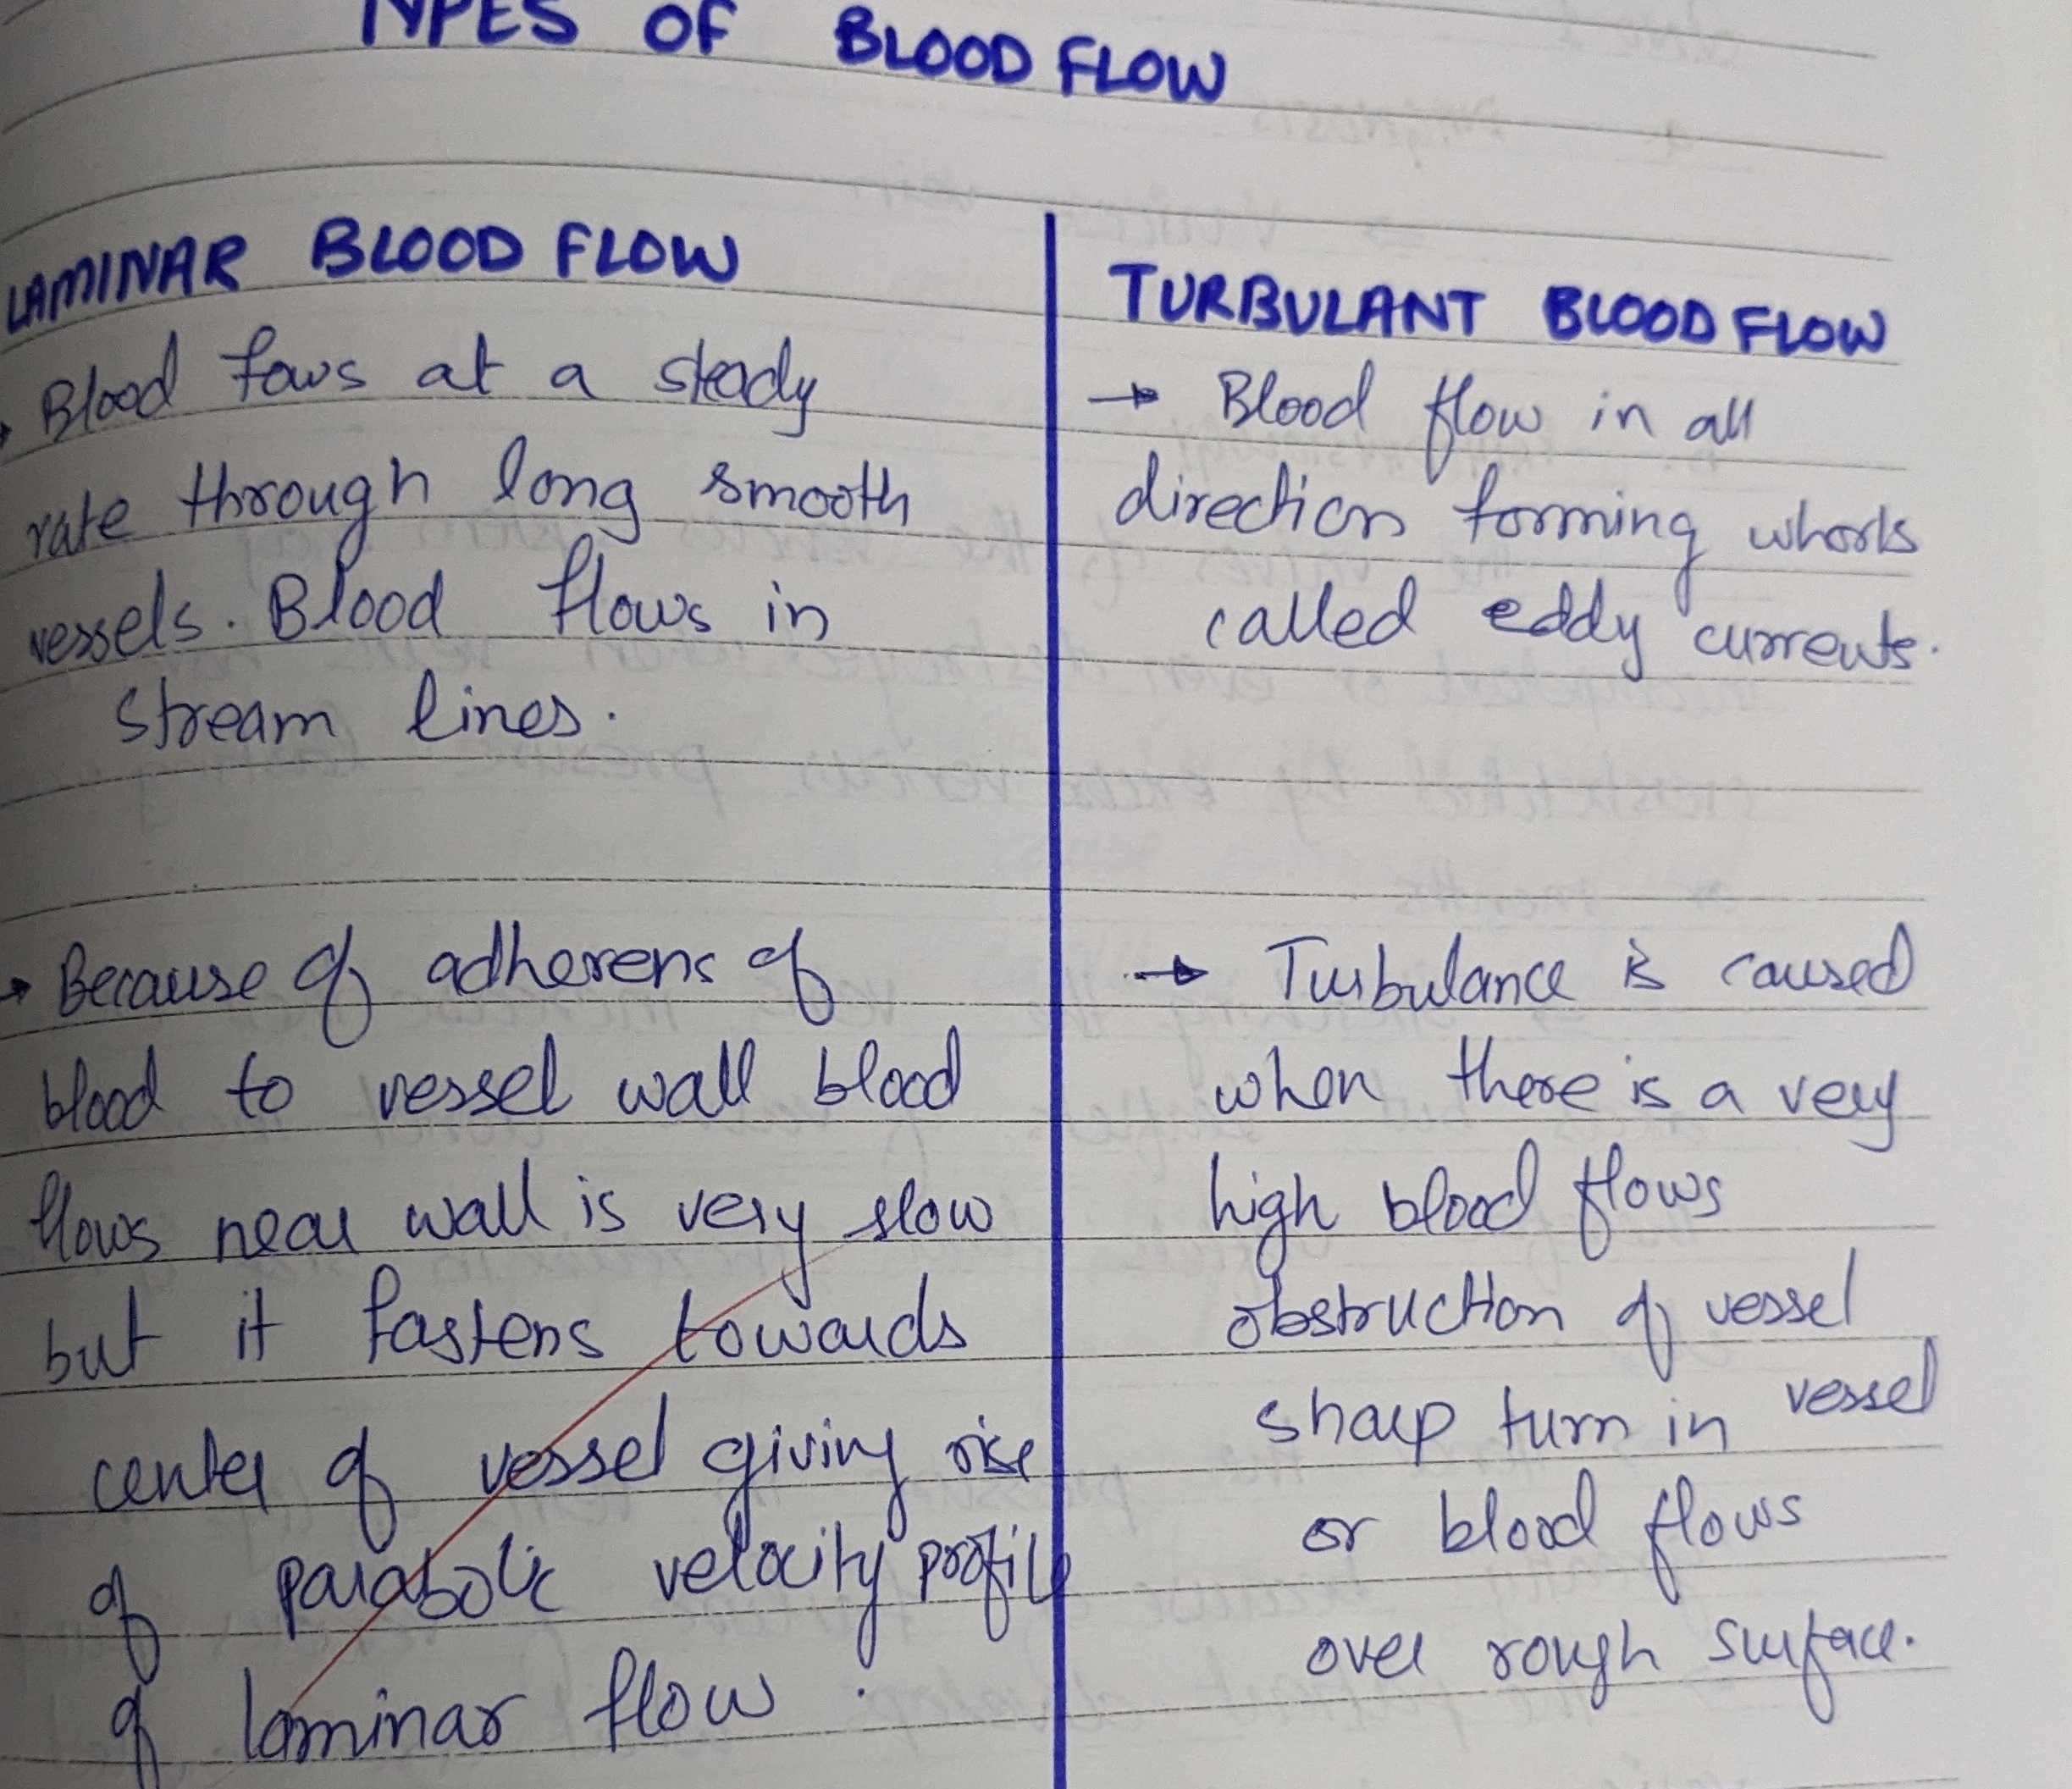 TYPES OF BLOOD FLOW
LAMINAR BLOOD FLOW
Blood fows at a steady
rate through long smooth
vessels. Blood flows in
stream lines.
→ Because of adherens of
blood to vessel wall blood
flows near wall is very slow
but it fastens towards
center of vessel giving rise
of parabolic velocity profile
of laminar flow.
TURBULANT BLOOD FLOW
→ Blood flow in all
direction forming whorls
called eddy currents.
→ Turbulance is caused
when there is a very
high blood flows
obstruction of vessel
sharp turn in vessel
or blood flows
over rough surface.